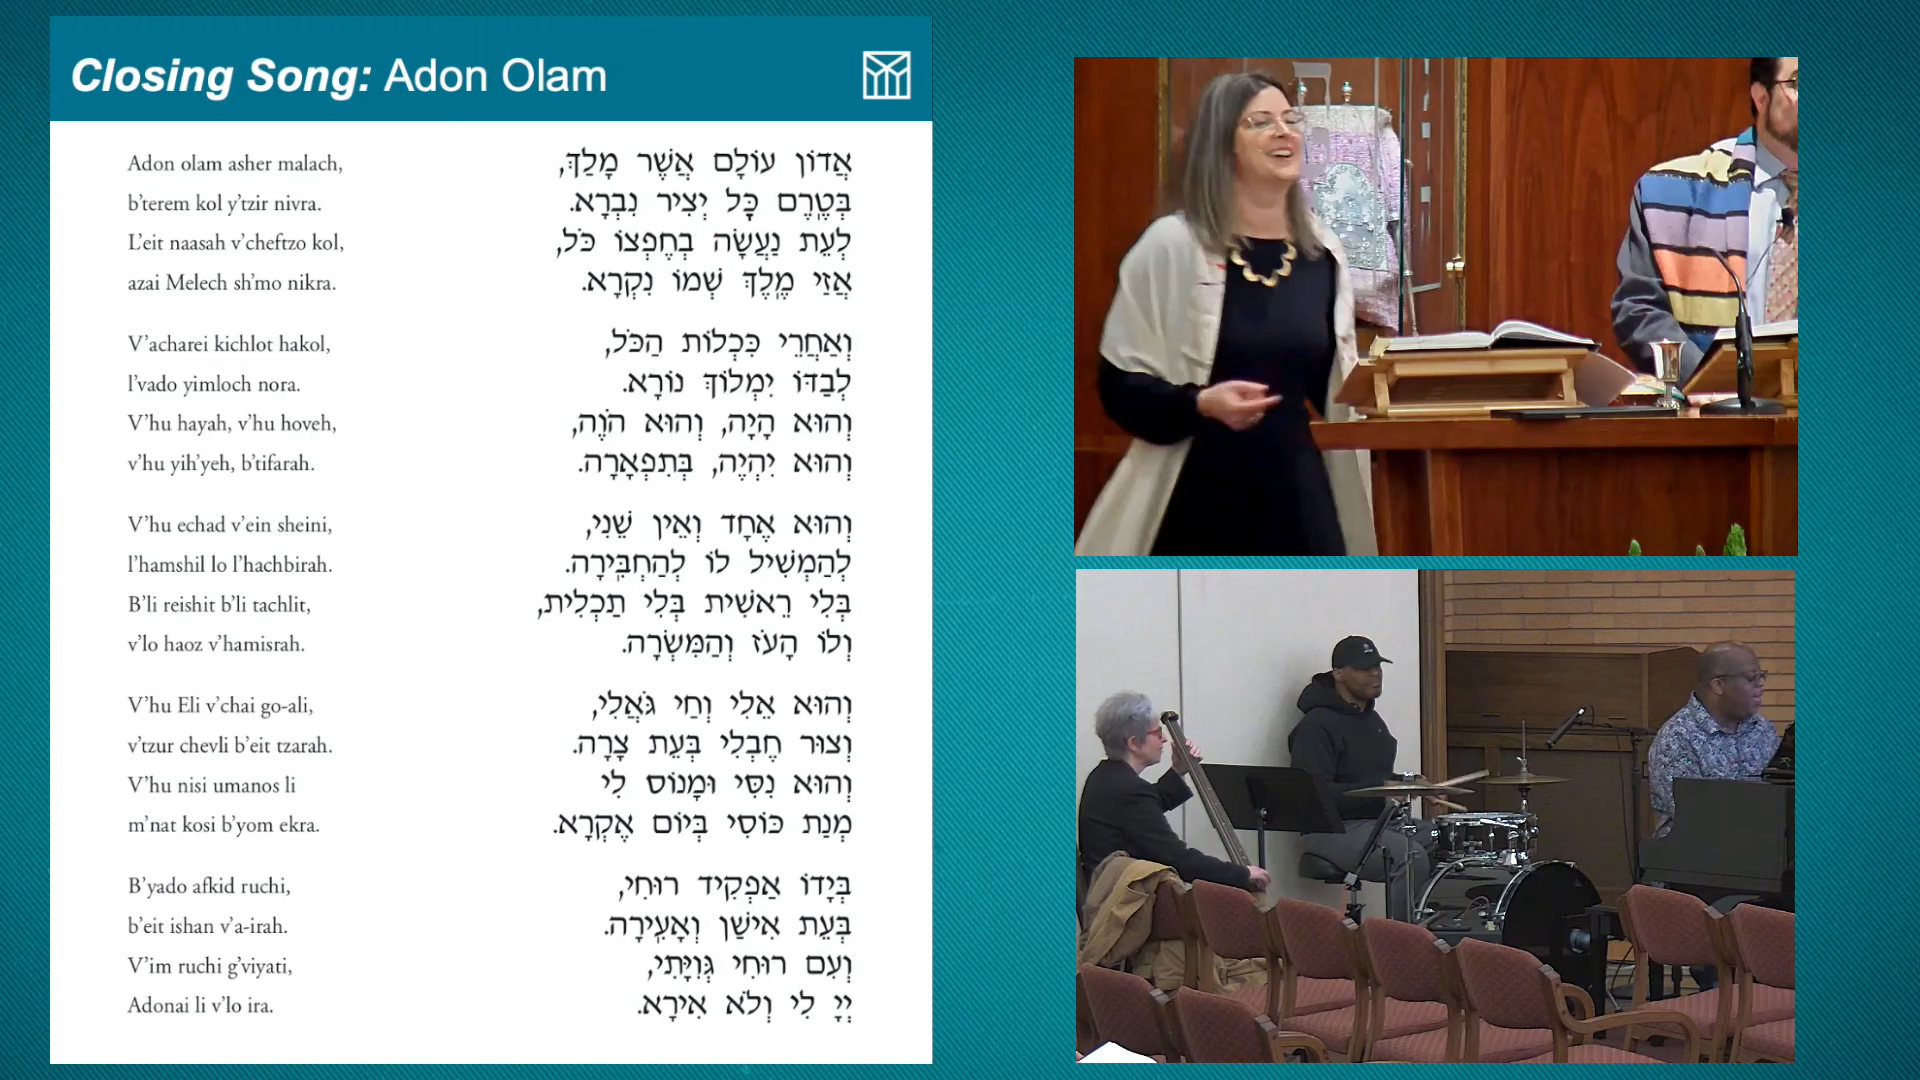 Closing Song: Adon Olam
Adon olam asher malach,
b'terem kol y'tzir nivra.
L'eit naasah v'cheftzo kol,
azai Melech sh'mo nikra.
V'acharei kichlot hakol,
l'vado yimloch nora.
V'hu hayah, v'hu hoveh,
v'hu yih'yeh, b'tifarah.
V'hu echad v'ein sheini,
l'hamshil lo l'hachbirah.
B'li reishit b'li tachlit,
v'lo haoz v'hamisrah.
V'hu Eli v'chai go-ali,
v'tzur chevli b'eit tzarah.
V'hu nisi umanos li
m'nat kosi b'yom ekra.
B'yado afkid ruchi,
b'eit ishan v'a-irah.
V'im ruchi g'viyati,
Adonai li v'lo ira.
אֲדוֹן עוֹלָם אֲשֶׁר מָלַךְ,
בְּטֶֽרֶם כׇּל יְצִיר נִבְרָא.
לְעֵת נַעֲשָׂה בְחֶפְצוֹ כֹּל,
אֲזַי מֶֽלֶךְ שְׁמוֹ נִקְרָא.
וְאַחֲרֵי כִּכְלוֹת הַכֹּל,
לְבַדּוֹ יִמְלוֹךְ נוֹרָא.
וְהוּא הָיָה, וְהוּא הֹוֶה,
וְהוּא יִהְיֶה, בְּתִפְאָרָה.
וְהוּא אֶחָד וְאֵין שֵׁנִי,
לְהַמְשִׁיל לוֹ לְהַחְבִּֽירָה.
בְּלִי רֵאשִׁית בְּלִי תַכְלִית,
וְלוֹ הָעֹז וְהַמִּשְׂרָה.
וְהוּא אֵלִי וְחַי גֹּאֲלִי,
וְצוּר חֶבְלִי בְּעֵת צָרָה.
וְהוּא נִסִּי וּמָנוֹס לִי
מְנָת כּוֹסִי בְּיוֹם אֶקְרָא.
בְּיָדוֹ אַפְקִיד רוּחִי,
בְּעֵת אִישַׁן וְאָעִֽירָה.
וְעִם רוּחִי גְּוִיָּתִי,
יְיָ לִי וְלֹא אִירָא.